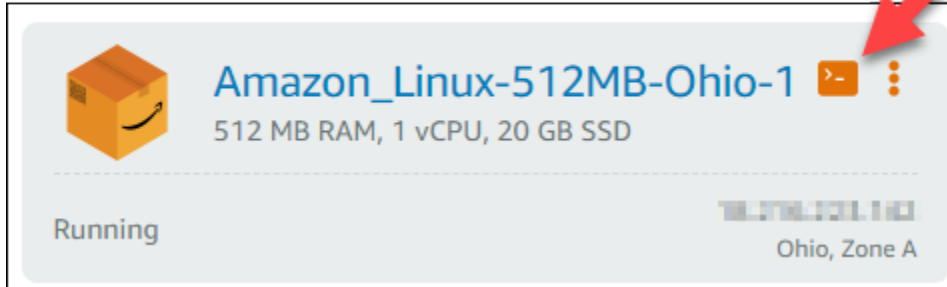 Amazon_Linux-512MB-Ohio-1 >-
512 MB RAM, 1 vCPU, 20 GB SSD
Running
Ohio, Zone A